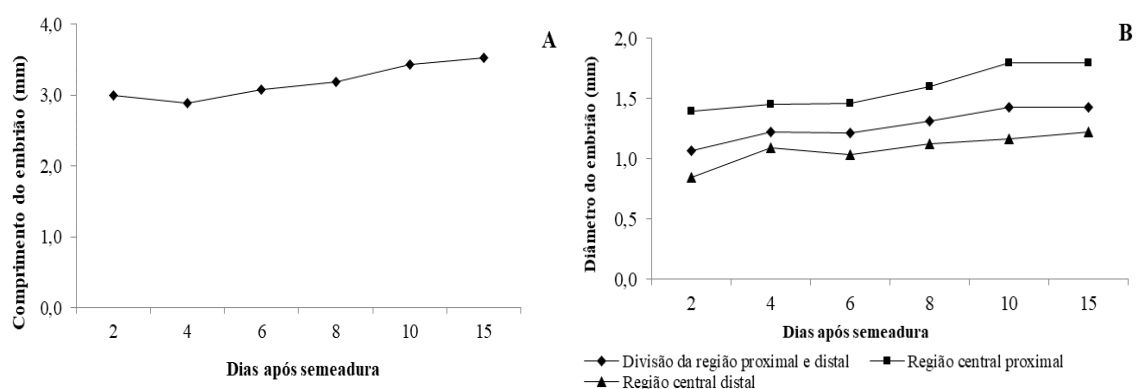 A
Comprimento do embrião (mm)
4,0
3,0
2,0
1,0
0,0
2 4 6 8 10 15
Dias após semeadura
B
Diâmetro do embrião (mm)
2,0
1,5
1,0
0,5
0,0
2 4 6 8 10 15
Dias após semeadura
Divisão da região proximal e distal
Região central proximal
Região central distal